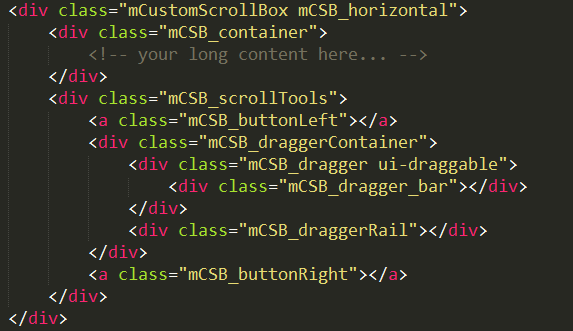 <div class="mCustomScrollBox mCSB_horizontal">
    <div class="mCSB_container">
        <!-- your long content here... -->
    </div>
    <div class="mCSB_scrollTools">
        <a class="mCSB_buttonLeft"></a>
        <div class="mCSB_draggerContainer">
            <div class="mCSB_dragger ui-draggable">
                <div class="mCSB_dragger_bar"></div>
            </div>
            <div class="mCSB_draggerRail"></div>
        </div>
        <a class="mCSB_buttonRight"></a>
    </div>
</div>